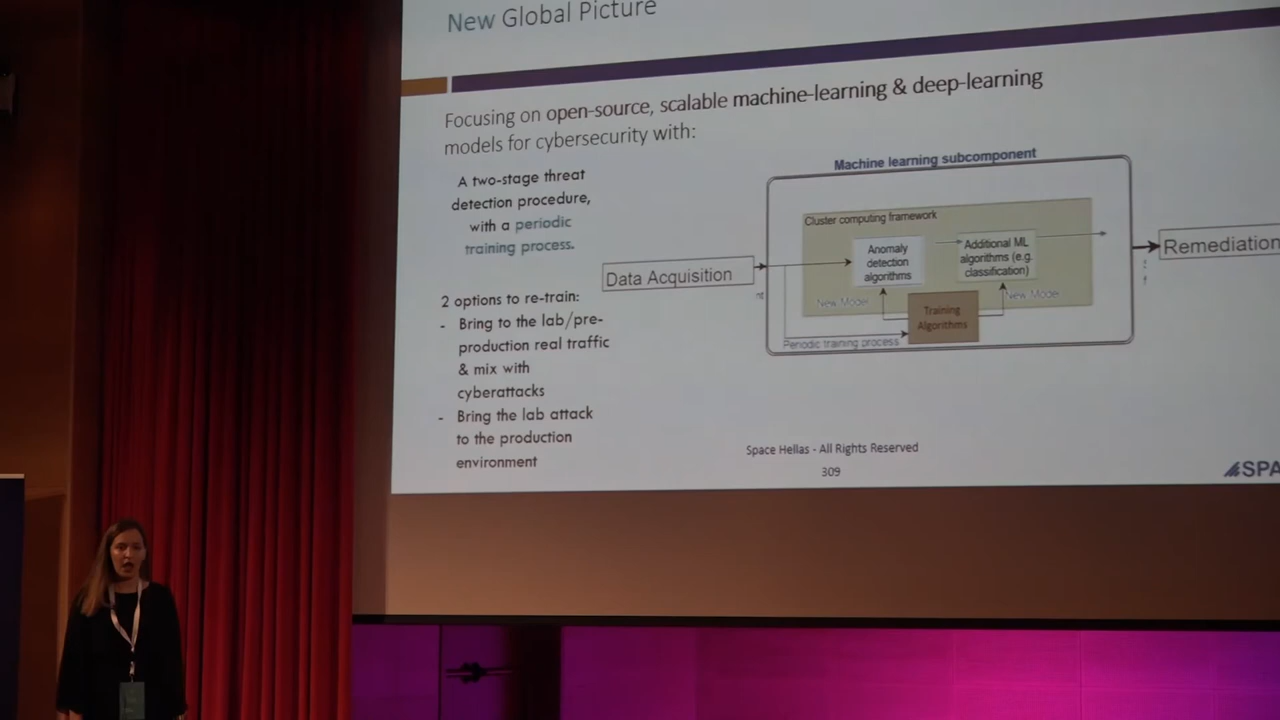 New Global Picture
Focusing on open-source, scalable machine-learning & deep-learning
models for cybersecurity with:
A two-stage threat
detection procedure,
with a periodic
training process.
2 options to re-train:
- Bring to the lab/pre-
production real traffic
& mix with
cyberattacks
- Bring the lab attack
to the production
environment
Machine learning subcomponent
Cluster computing framework
Data Acquisition
Anomaly
detection
algorithms
Additional ML
algorithms (e.g.
classification)
Remediation
New Model
New Model
Training
Algorithms
Periodic training process
Space Hellas - All Rights Reserved
309
SPA